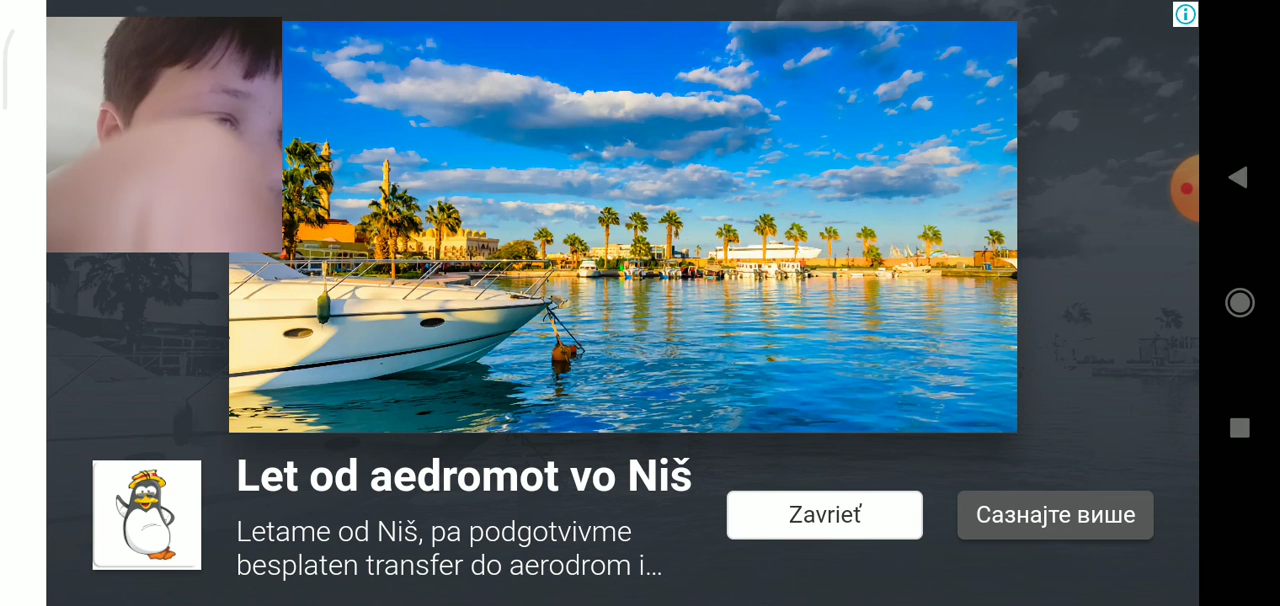 Let od aedromot vo Niš
Letame od Niš, pa podgotvivme
besplaten transfer do aerodrom i...
Zavrieť
Сазнајте више